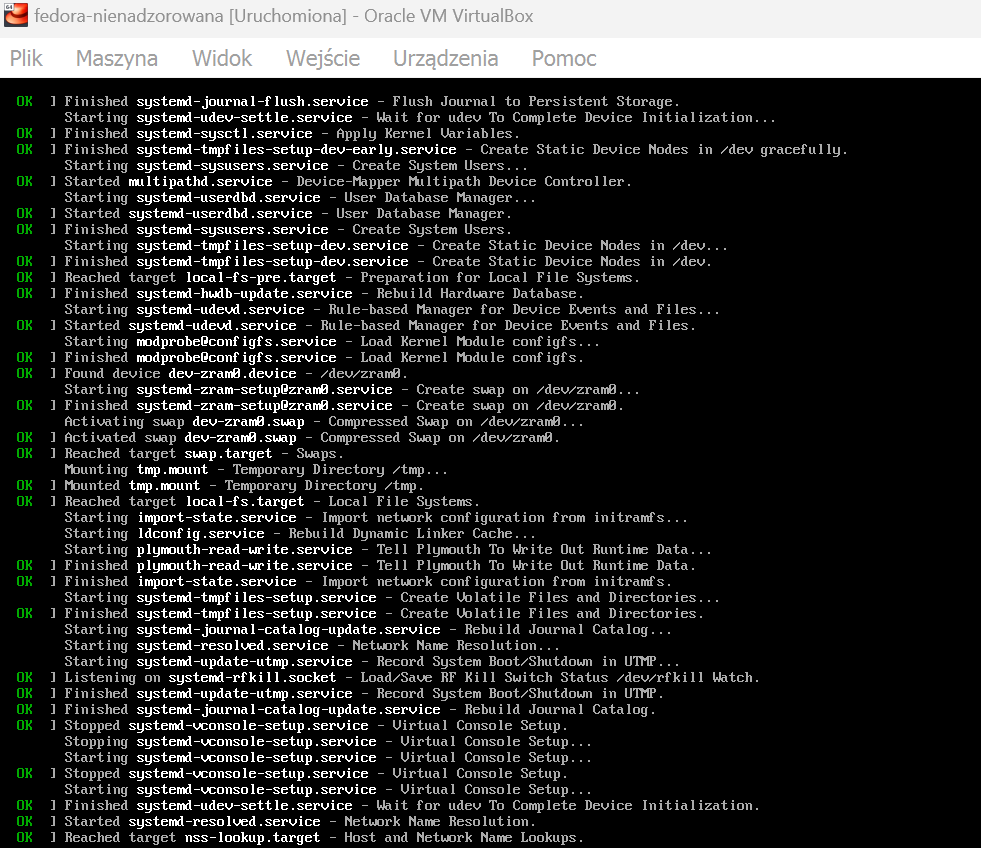 64
fedora-nienadzorowana [Uruchomiona] - Oracle VM VirtualBox
Plik Maszyna Widok Wejście Urządzenia Pomoc
OK ] Finished systemd-journal-flush.service - Flush Journal to Persistent Storage.
Starting systemd-udev-settle.service - Wait for udev To Complete Device Initialization...
OK ] Finished systemd-sysctl.service - Apply Kernel Variables.
OK ] Finished systemd-tmpfiles-setup-dev-early.service - Create Static Device Nodes in /dev gracefully.
Starting systemd-sysusers.service - Create System Users...
OK ] Started multipathd.service - Device-Mapper Multipath Device Controller.
Starting systemd-userdbd.service - User Database Manager...
OK ] Started systemd-userdbd.service - User Database Manager.
OK ] Finished systemd-sysusers.service - Create System Users.
Starting systemd-tmpfiles-setup-dev.service - Create Static Device Nodes in /dev...
OK ] Finished systemd-tmpfiles-setup-dev.service - Create Static Device Nodes in /dev.
OK ] Reached target local-fs-pre.target - Preparation for Local File Systems.
OK ] Finished systemd-hwdb-update.service - Rebuild Hardware Database.
Starting systemd-udevd.service - Rule-based Manager for Device Events and Files...
OK ] Started systemd-udevd.service - Rule-based Manager for Device Events and Files.
Starting modprobe@configfs.service - Load Kernel Module configfs...
OK ] Finished modprobe@configfs.service - Load Kernel Module configfs.
OK ] Found device dev-zram0.device - /dev/zram0.
Starting systemd-zram-setup@zram0.service - Create swap on /dev/zram0...
OK ] Finished systemd-zram-setup@zram0.service - Create swap on /dev/zram0.
Activating swap dev-zram0.swap - Compressed Swap on /dev/zram0...
OK ] Activated swap dev-zram0.swap - Compressed Swap on /dev/zram0.
OK ] Reached target swap.target - Swaps.
Mounting tmp.mount - Temporary Directory /tmp...
OK ] Mounted tmp.mount - Temporary Directory /tmp.
OK ] Reached target local-fs.target - Local File Systems.
Starting import-state.service - Import network configuration from initramfs...
Starting ldconfig.service - Rebuild Dynamic Linker Cache...
Starting plymouth-read-write.service - Tell Plymouth To Write Out Runtime Data...
OK ] Finished plymouth-read-write.service - Tell Plymouth To Write Out Runtime Data.
OK ] Finished import-state.service - Import network configuration from initramfs.
Starting systemd-tmpfiles-setup.service - Create Volatile Files and Directories...
OK ] Finished systemd-tmpfiles-setup.service - Create Volatile Files and Directories.
Starting systemd-journal-catalog-update.service - Rebuild Journal Catalog...
Starting systemd-resolved.service - Network Name Resolution...
Starting systemd-update-utmp.service - Record System Boot/Shutdown in UTMP...
OK ] Listening on systemd-rfkill.socket - Load/Save RF Kill Switch Status /dev/rfkill Watch.
OK ] Finished systemd-update-utmp.service - Record System Boot/Shutdown in UTMP.
OK ] Finished systemd-journal-catalog-update.service - Rebuild Journal Catalog.
OK ] Stopped systemd-vconsole-setup.service - Virtual Console Setup.
Stopping systemd-vconsole-setup.service - Virtual Console Setup...
Starting systemd-vconsole-setup.service - Virtual Console Setup...
OK ] Stopped systemd-vconsole-setup.service - Virtual Console Setup.
Starting systemd-vconsole-setup.service - Virtual Console Setup...
OK ] Finished systemd-udev-settle.service - Wait for udev To Complete Device Initialization.
OK ] Started systemd-resolved.service - Network Name Resolution.
OK ] Reached target nss-lookup.target - Host and Network Name Lookups.